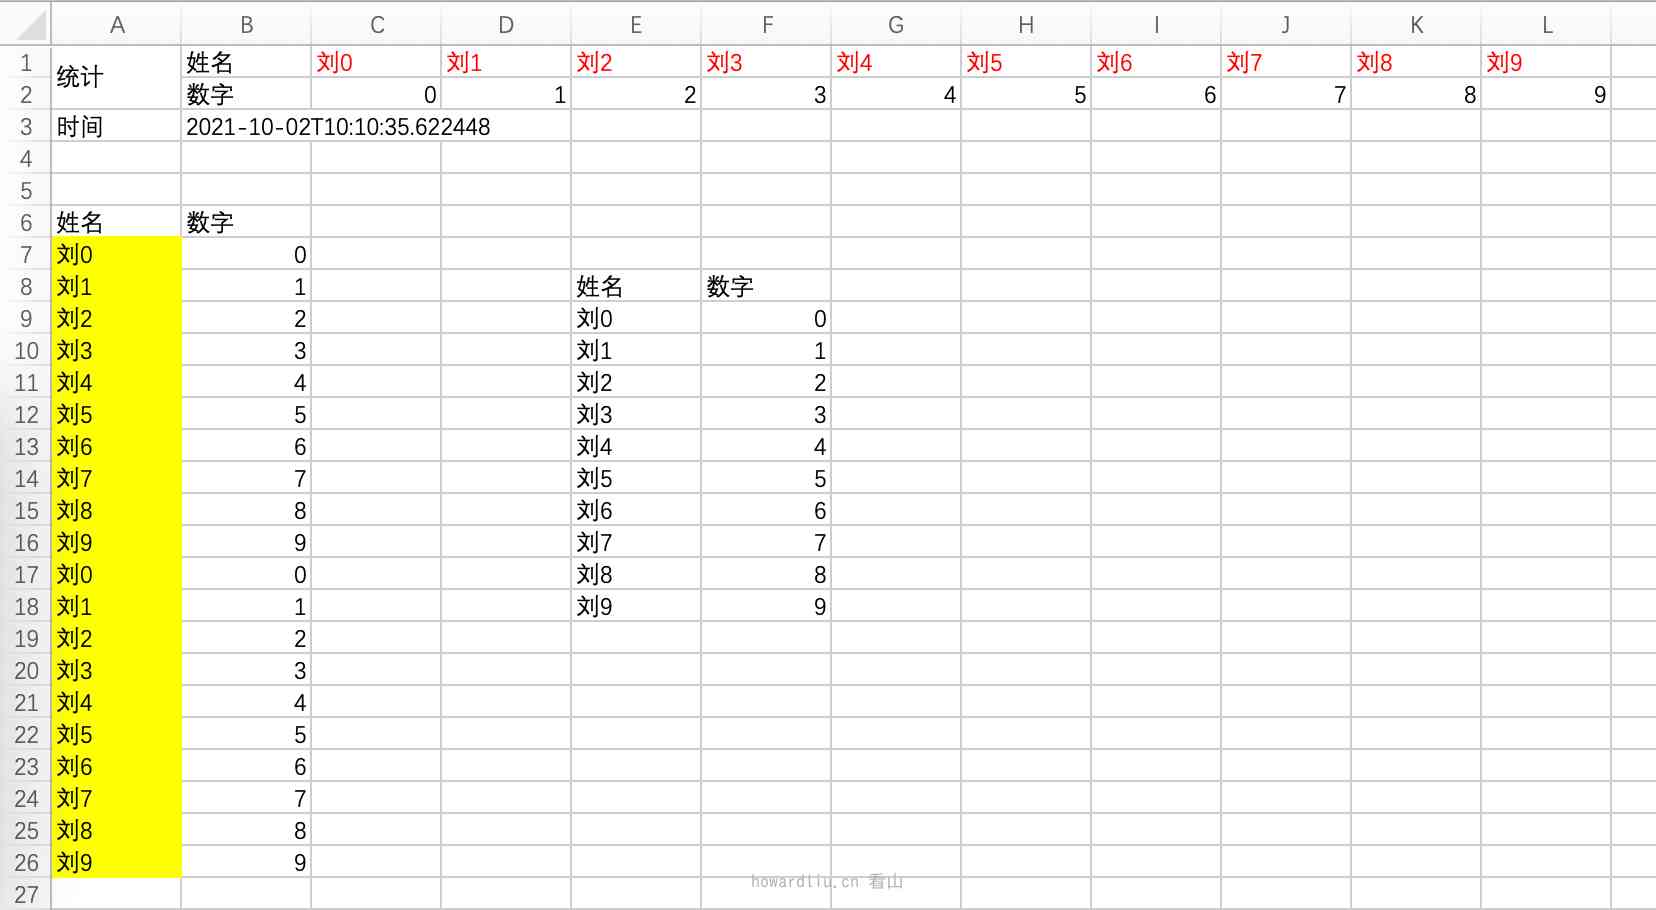 A B C D E F G H I J K L
1 统计 姓名 刘0 刘1 刘2 刘3 刘4 刘5 刘6 刘7 刘8 刘9
2 数字 0 1 2 3 4 5 6 7 8 9
3 时间 2021-10-02T10:10:35.622448
4
5
6 姓名 数字
7 刘0 0
8 刘1 1 姓名 数字
9 刘2 2 刘0 0
10 刘3 3 刘1 1
11 刘4 4 刘2 2
12 刘5 5 刘3 3
13 刘6 6 刘4 4
14 刘7 7 刘5 5
15 刘8 8 刘6 6
16 刘9 9 刘7 7
17 刘0 0 刘8 8
18 刘1 1 刘9 9
19 刘2 2
20 刘3 3
21 刘4 4
22 刘5 5
23 刘6 6
24 刘7 7
25 刘8 8
26 刘9 9
howardliu.cn 看山
27